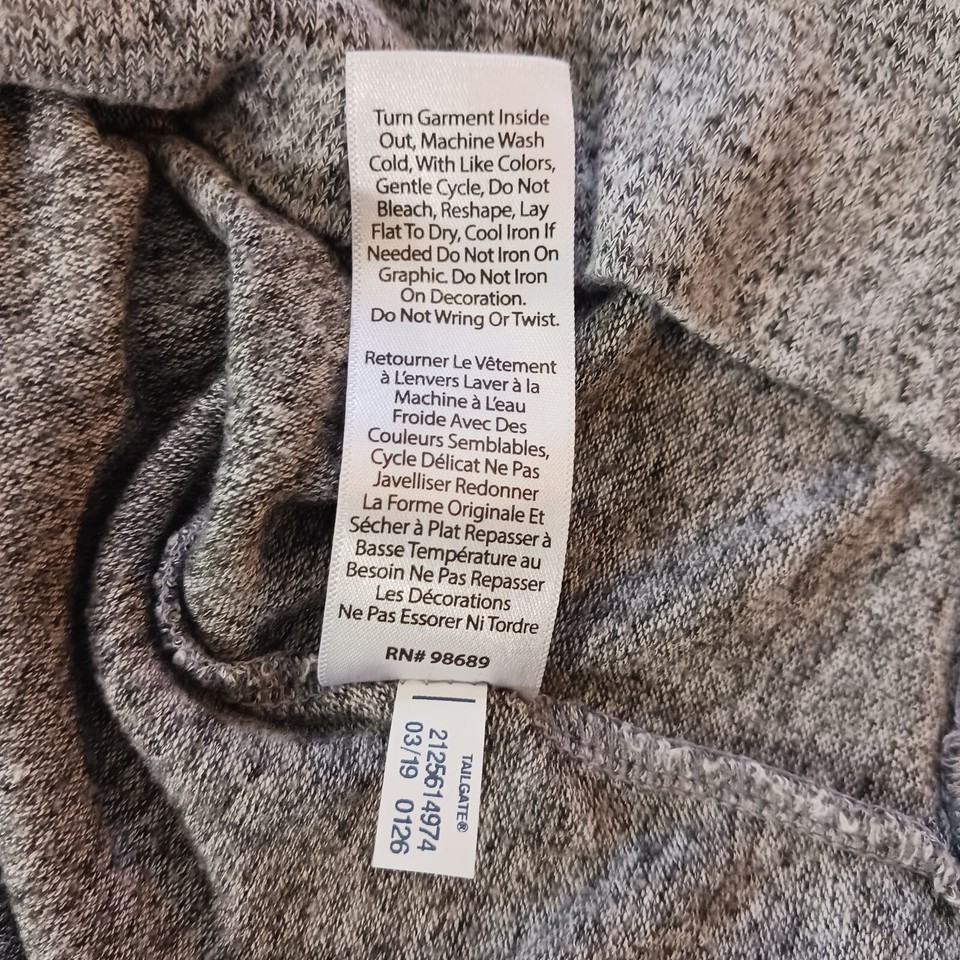 Turn Garment Inside
Out, Machine Wash
Cold, With Like Colors,
Gentle Cycle, Do Not
Bleach, Reshape, Lay
Flat To Dry, Cool Iron If
Needed Do Not Iron On
Graphic. Do Not Iron
On Decoration.
Do Not Wring Or Twist.
Retourner Le Vêtement
à L'envers Laver à la
Machine à L'eau
Froide Avec Des
Couleurs Semblables,
Cycle Délicat Ne Pas
Javelliser Redonner
La Forme Originale Et
Sécher à Plat Repasser à
Basse Température au
Besoin Ne Pas Repasser
Les Décorations
Ne Pas Essorer Ni Tordre
RN# 98689
TAILGATE®
2125614974
03/19 0126